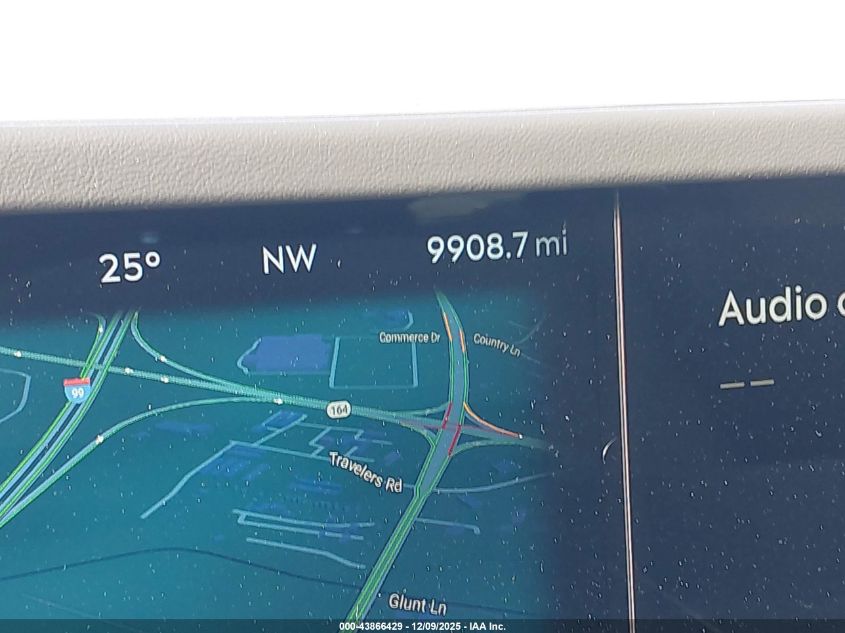 25° NW 9908.7 mi
Audio
Commerce Dr
Country Ln
99
164
Travelers Rd
Glunt Ln
000-43866429 - 12/09/2025 - IAA Inc.